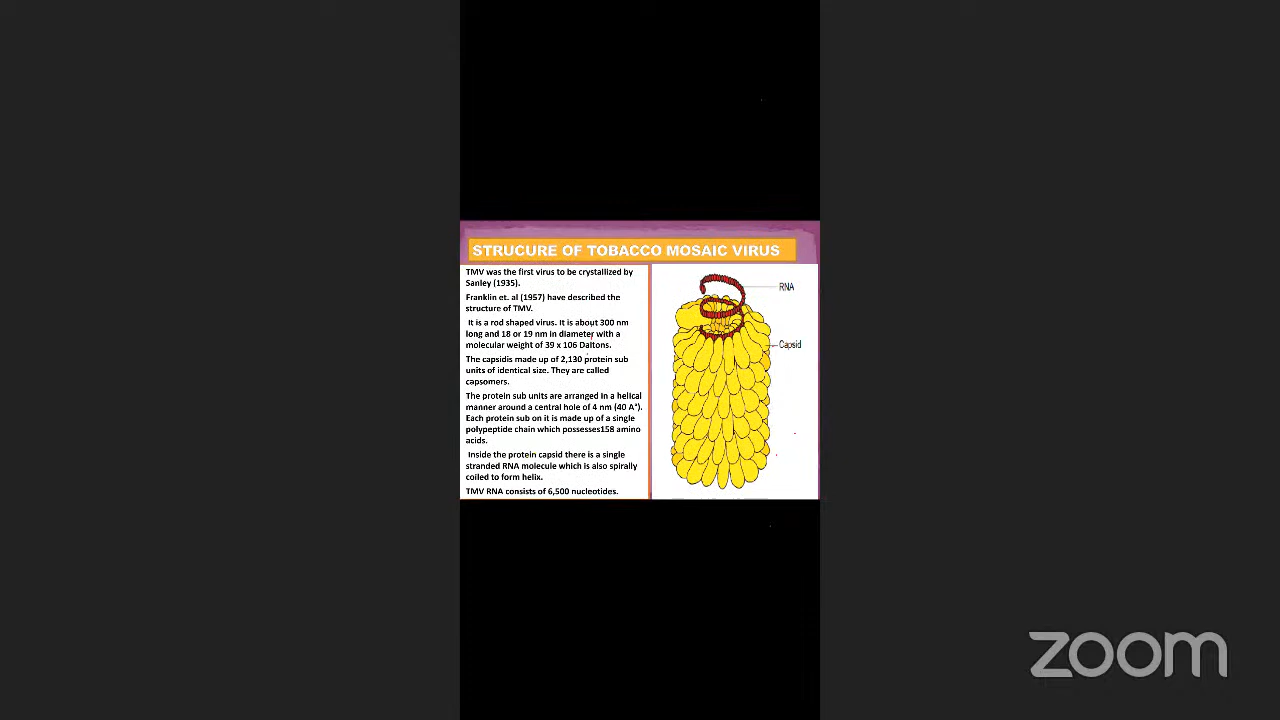 STRUCURE OF TOBACCO MOSAIC VIRUS
TMV was the first virus to be crystallized by
Sanley (1935).
Franklin et. al (1957) have described the
structure of TMV.
It is a rod shaped virus. It is about 300 nm
long and 18 or 19 nm in diameter with a
molecular weight of 39 x 106 Daltons.
The capsidis made up of 2,130 protein sub
units of identical size. They are called
capsomers.
The protein sub units are arranged in a helical
manner around a central hole of 4 nm (40 A°).
Each protein sub on it is made up of a single
polypeptide chain which possesses158 amino
acids.
Inside the protein capsid there is a single
stranded RNA molecule which is also spirally
coiled to form helix.
TMV RNA consists of 6,500 nucleotides.
RNA
Capsid
zoom